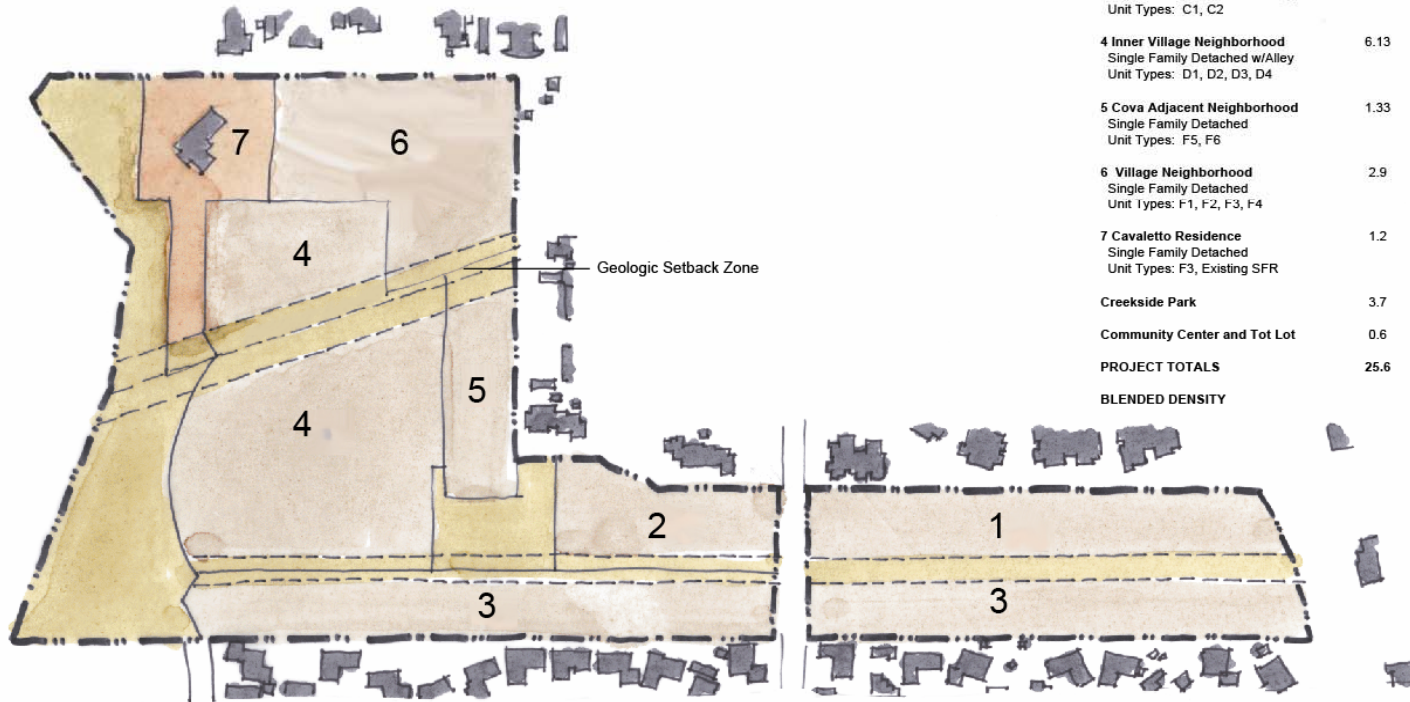 Unit Types: C1, C2
4 Inner Village Neighborhood 6.13
Single Family Detached w/Alley
Unit Types: D1, D2, D3, D4
5 Cova Adjacent Neighborhood 1.33
Single Family Detached
Unit Types: F5, F6
6 Village Neighborhood 2.9
Single Family Detached
Unit Types: F1, F2, F3, F4
7 Cavaletto Residence 1.2
Single Family Detached
Unit Types: F3, Existing SFR
Creekside Park 3.7
Community Center and Tot Lot 0.6
PROJECT TOTALS 25.6
BLENDED DENSITY
7
6
4
Geologic Setback Zone
5
4
2
1
3
3